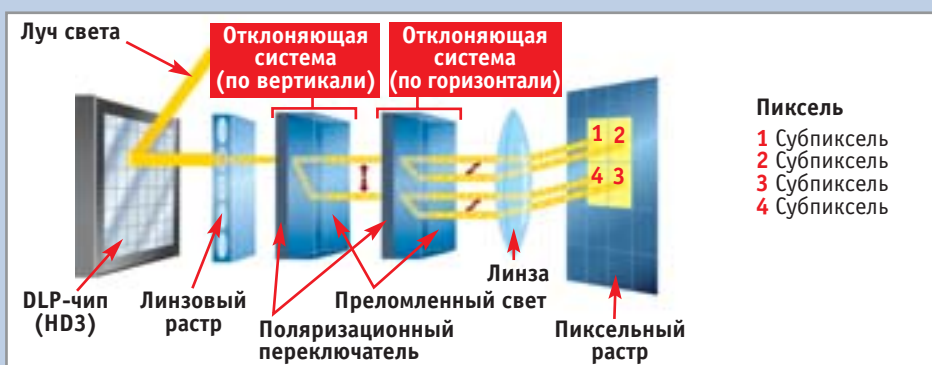 Луч света
Отклоняющая
система
(по вертикали)
Отклоняющая
система
(по горизонтали)
1 2
4 3
Пиксель
1 Субпиксель
2 Субпиксель
3 Субпиксель
4 Субпиксель
DLP-чип
(HD3)
Линзовый
растр
Поляризационный
переключатель
Преломленный свет
Линза
Пиксельный
растр